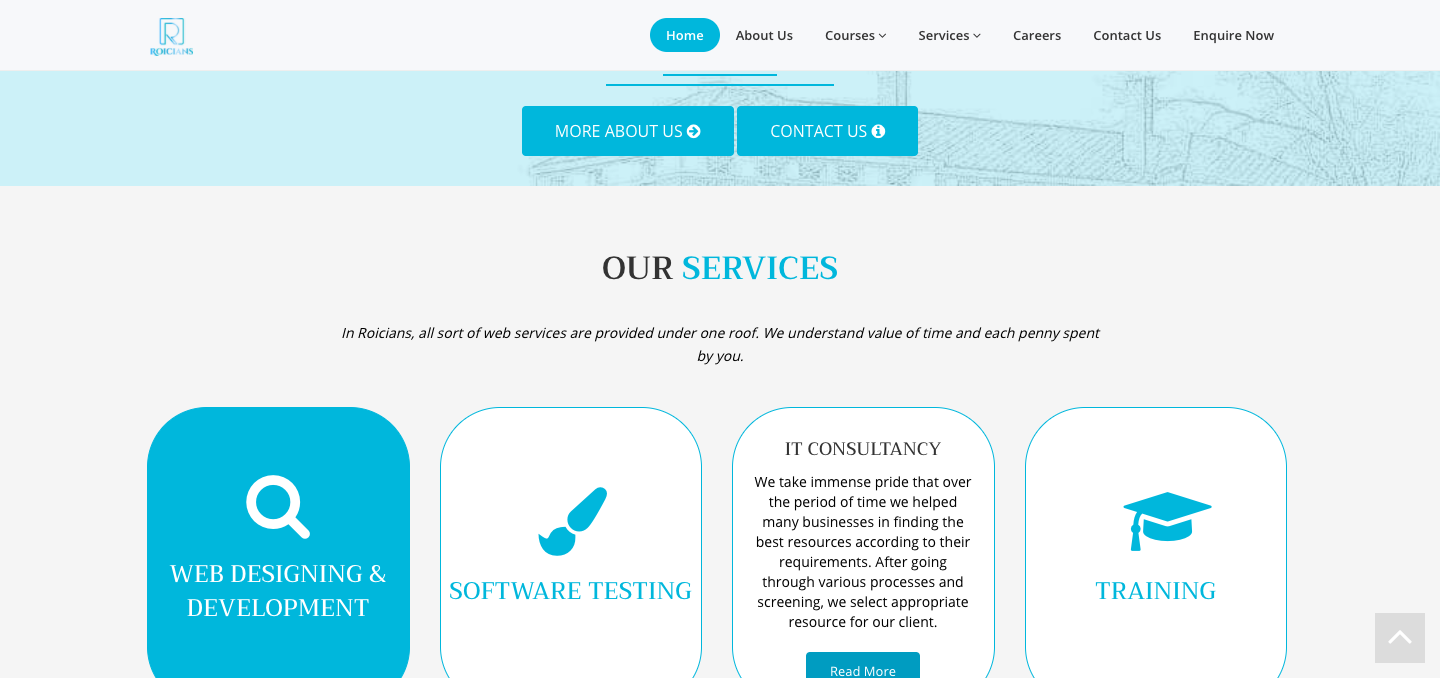 ROICIANS
Home
About Us
Courses
Services
Careers
Contact Us
Enquire Now
MORE ABOUT US
CONTACT US
OUR SERVICES
In Roicians, all sort of web services are provided under one roof. We understand value of time and each penny spent
by you.
WEB DESIGNING &
DEVELOPMENT
SOFTWARE TESTING
IT CONSULTANCY
We take immense pride that over
the period of time we helped
many businesses in finding the
best resources according to their
requirements. After going
through various processes and
screening, we select appropriate
resource for our client.
Read More
TRAINING